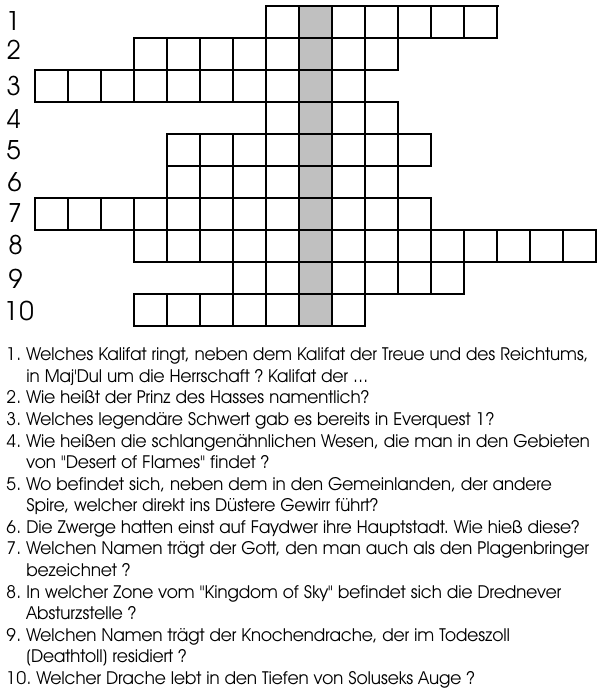 1
2
3
4
5
6
7
8
9
10
1. Welches Kalifat ringt, neben dem Kalifat der Treue und des Reichtums,
in Maj'Dul um die Herrschaft ? Kalifat der ...
2. Wie heißt der Prinz des Hasses namentlich?
3. Welches legendäre Schwert gab es bereits in Everquest 1?
4. Wie heißen die schlangenähnlichen Wesen, die man in den Gebieten
von "Desert of Flames" findet ?
5. Wo befindet sich, neben dem in den Gemeinlanden, der andere
Spire, welcher direkt ins Düstere Gewirr führt?
6. Die Zwerge hatten einst auf Faydwer ihre Hauptstadt. Wie hieß diese?
7. Welchen Namen trägt der Gott, den man auch als den Plagenbringer
bezeichnet ?
8. In welcher Zone vom "Kingdom of Sky" befindet sich die Drednever
Absturzstelle ?
9. Welchen Namen trägt der Knochendrache, der im Todeszoll
(Deathtoll) residiert ?
10. Welcher Drache lebt in den Tiefen von Soluseks Auge ?